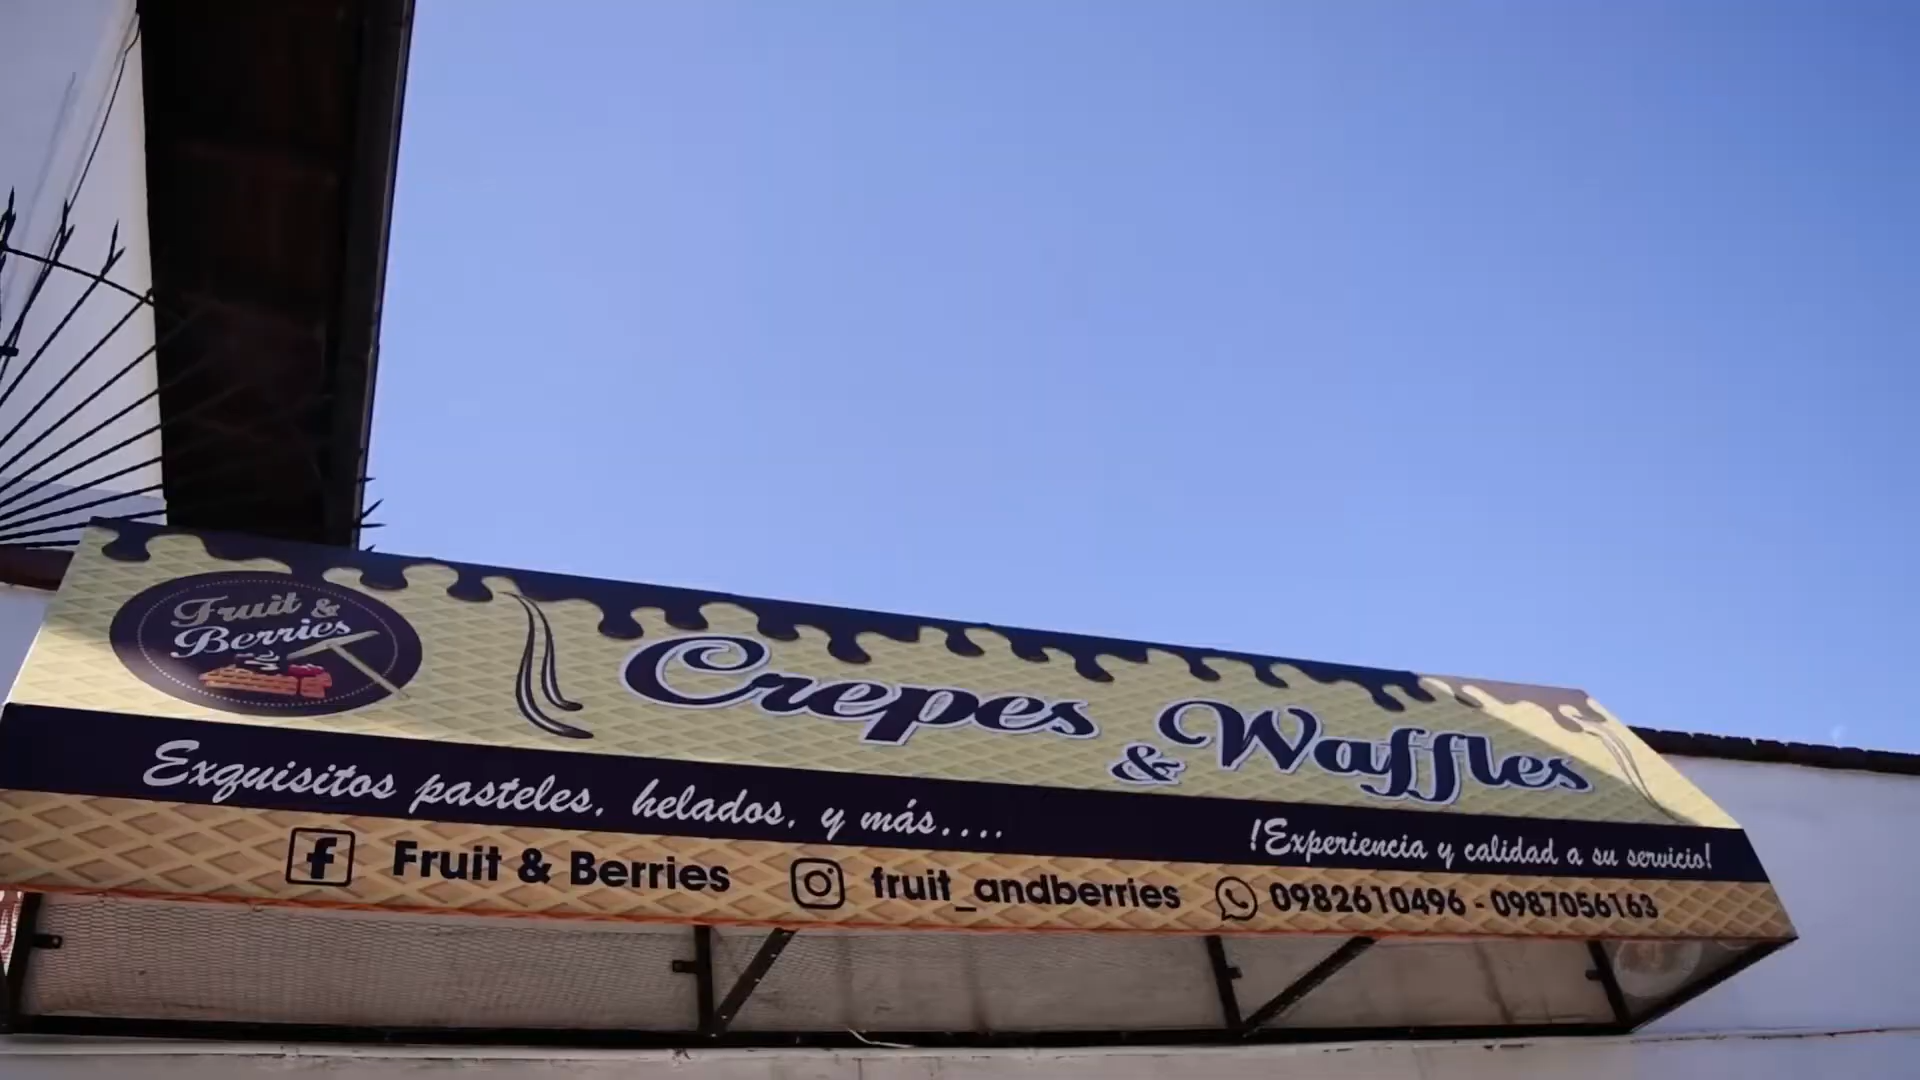 Fruit &
Berries
Crepes
& Waffles
Exquisitos pasteles, helados, y más....
!Experiencia y calidad a su servicio!
Fruit & Berries
fruit_andberries
0982610496 - 0987056163